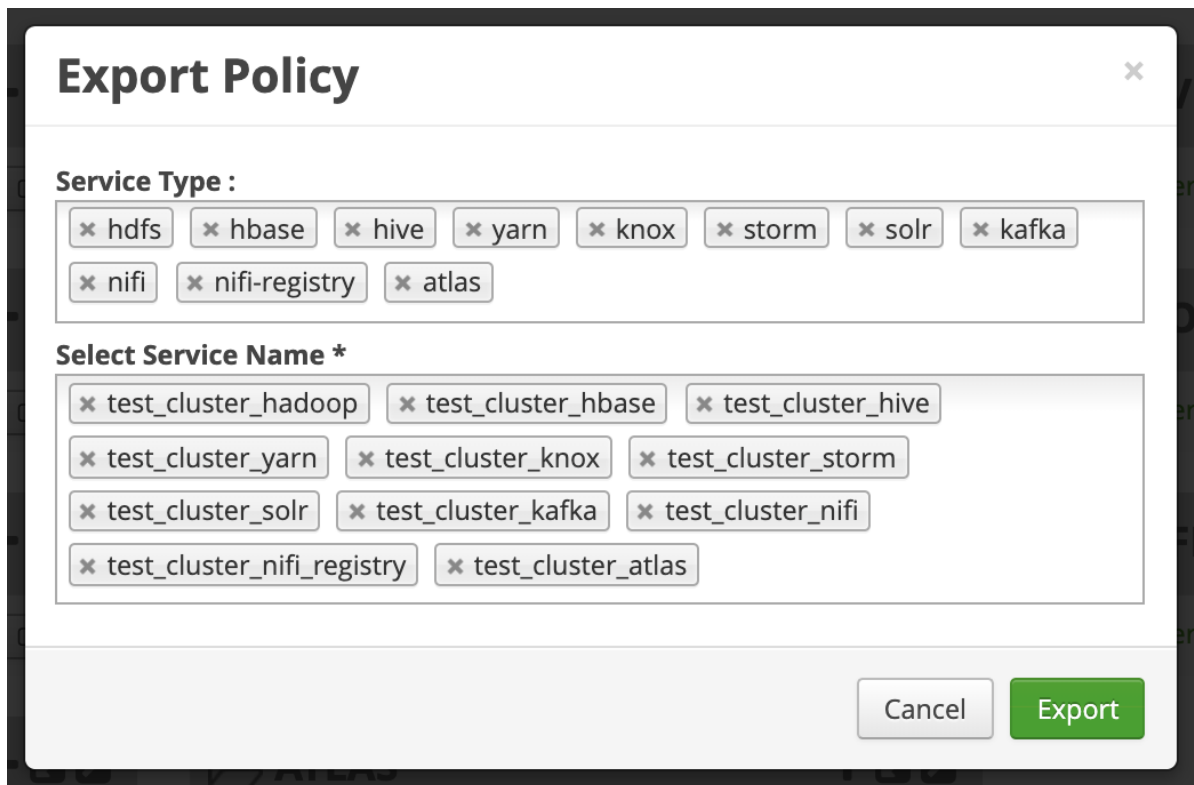 Export Policy ×
Service Type :
× hdfs × hbase × hive × yarn × knox × storm × solr × kafka
× nifi × nifi-registry × atlas
Select Service Name *
× test_cluster_hadoop × test_cluster_hbase × test_cluster_hive
× test_cluster_yarn × test_cluster_knox × test_cluster_storm
× test_cluster_solr × test_cluster_kafka × test_cluster_nifi
× test_cluster_nifi_registry × test_cluster_atlas
Cancel Export
ATLAS